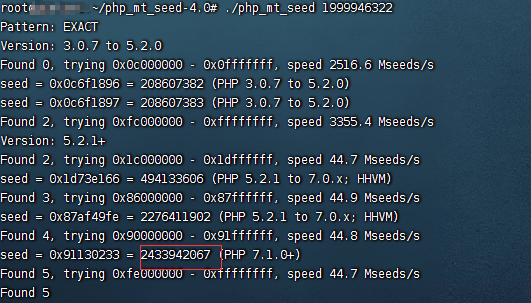 root@ ~/php_mt_seed-4.0# ./php_mt_seed 1999946322
Pattern: EXACT
Version: 3.0.7 to 5.2.0
Found 0, trying 0x0c000000 - 0x0fffffff, speed 2516.6 Mseeds/s
seed = 0x0c6f1896 = 208607382 (PHP 3.0.7 to 5.2.0)
seed = 0x0c6f1897 = 208607383 (PHP 3.0.7 to 5.2.0)
Found 2, trying 0xfc000000 - 0xffffffff, speed 3355.4 Mseeds/s
Version: 5.2.1+
Found 2, trying 0x1c000000 - 0x1dffffff, speed 44.7 Mseeds/s
seed = 0x1d73e166 = 494133606 (PHP 5.2.1 to 7.0.x; HHVM)
Found 3, trying 0x86000000 - 0x87ffffff, speed 44.9 Mseeds/s
seed = 0x87af49fe = 2276411902 (PHP 5.2.1 to 7.0.x; HHVM)
Found 4, trying 0x90000000 - 0x91ffffff, speed 44.8 Mseeds/s
seed = 0x91130233 = 2433942067 (PHP 7.1.0+)
Found 5, trying 0xfe000000 - 0xffffffff, speed 44.7 Mseeds/s
Found 5